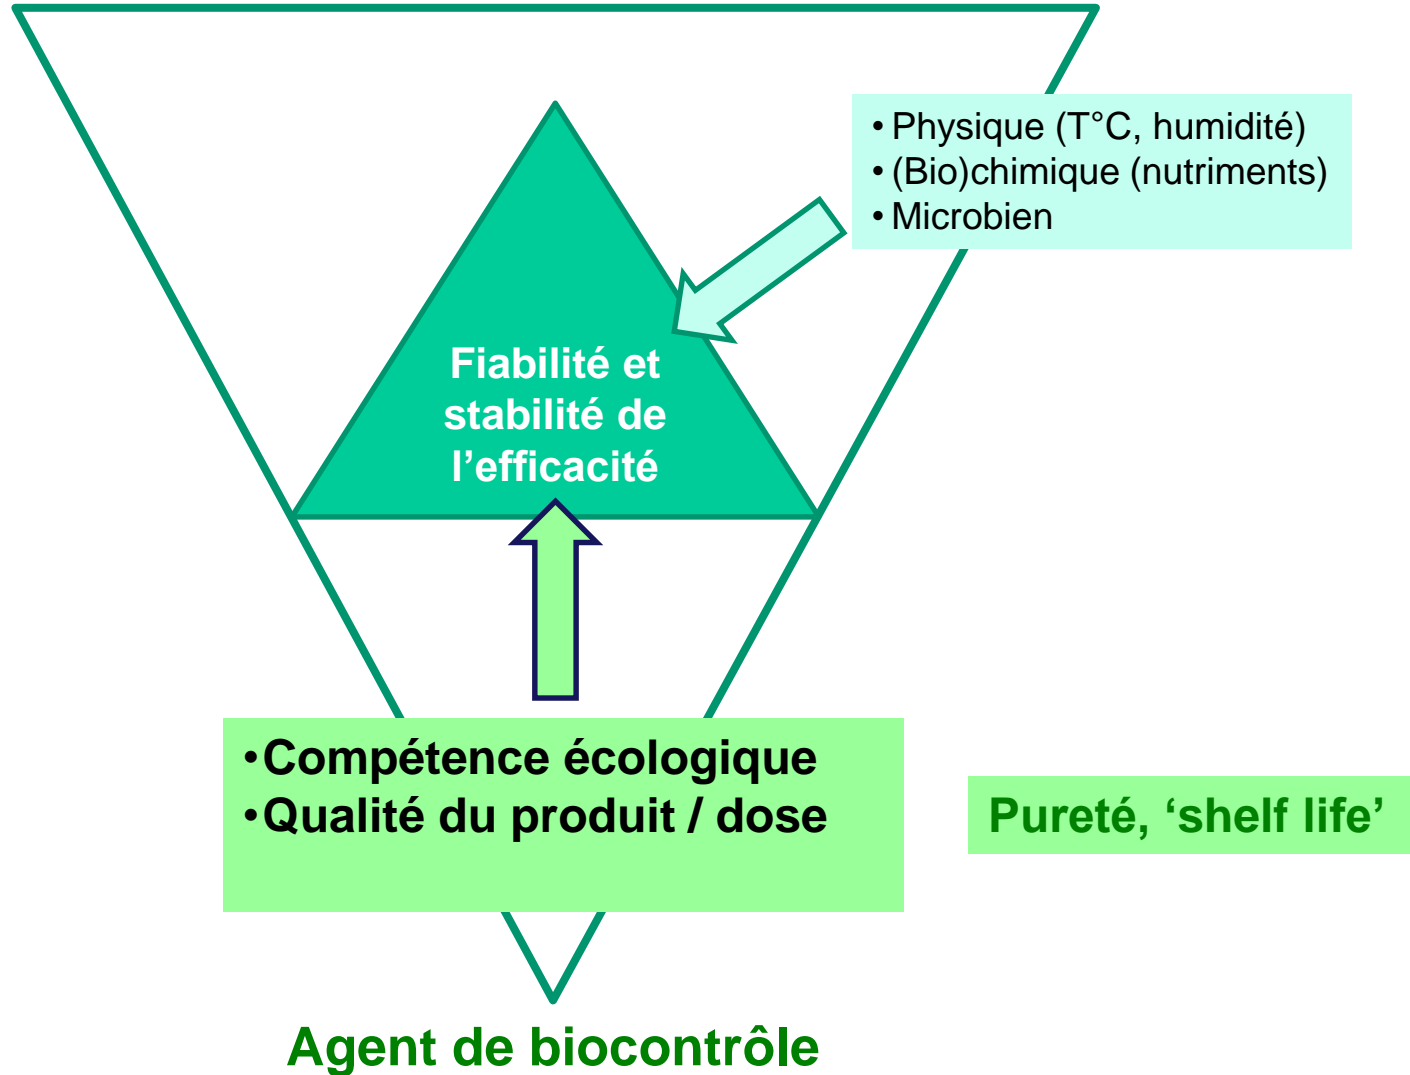 • Physique (T°C, humidité)
• (Bio)chimique (nutriments)
• Microbien
Fiabilité et
stabilité de
l’efficacité
•Compétence écologique
•Qualité du produit / dose
Pureté, ‘shelf life’
Agent de biocontrôle